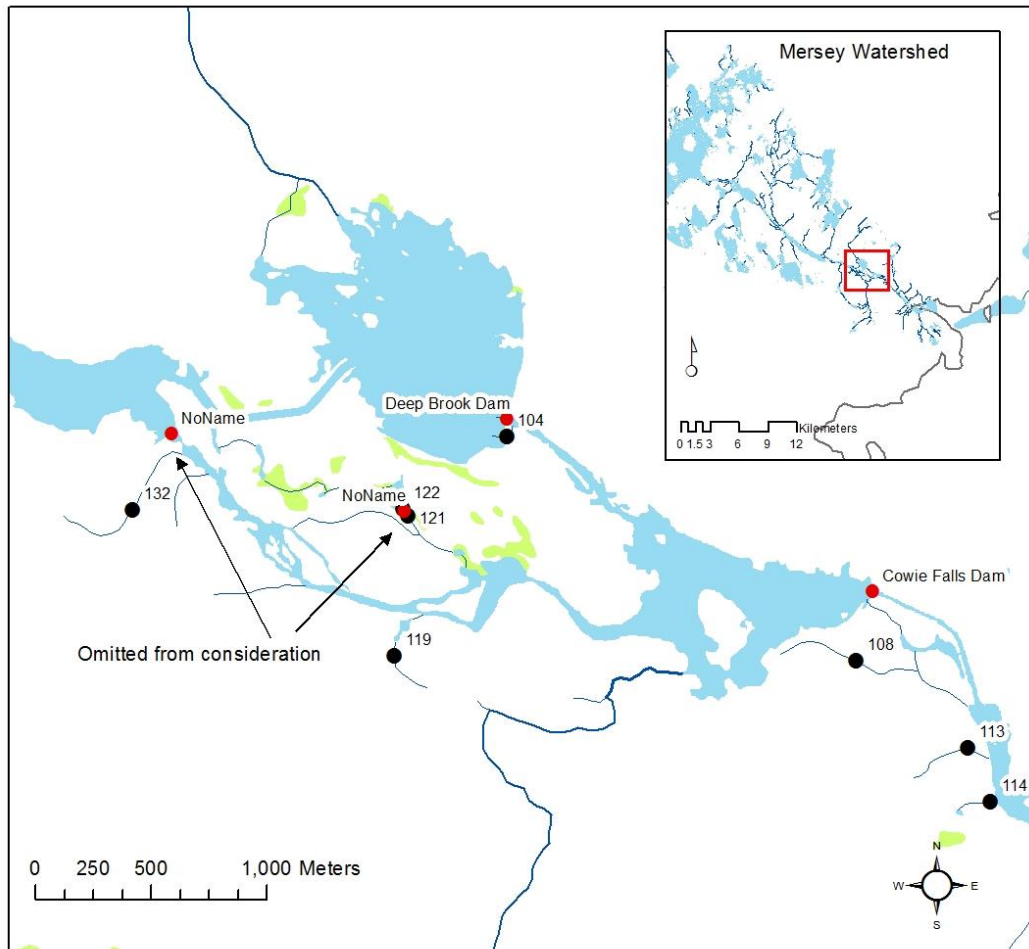 Mersey Watershed
Kilometers
0 1.5 3 6 9 12
Deep Brook Dam
104
NoName
132
NoName
122
121
Cowie Falls Dam
119
108
Omitted from consideration
113
114
0 250 500 1,000 Meters
N
W E
S